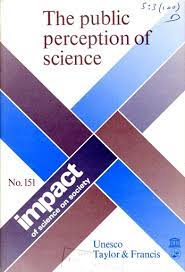 The public
perception of
science
No. 151
impact
of science on society
Unesco
Taylor & Francis